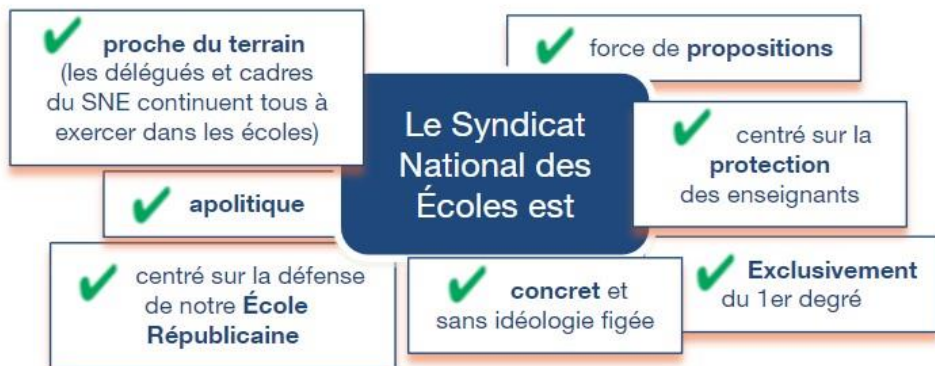 proche du terrain
(les délégués et cadres
du SNE continuent tous à
exercer dans les écoles)
force de propositions
Le Syndicat
National des
Écoles est
centré sur la
protection
des enseignants
apolitique
centré sur la défense
de notre École
Républicaine
concret et
sans idéologie figée
Exclusivement
du 1er degré